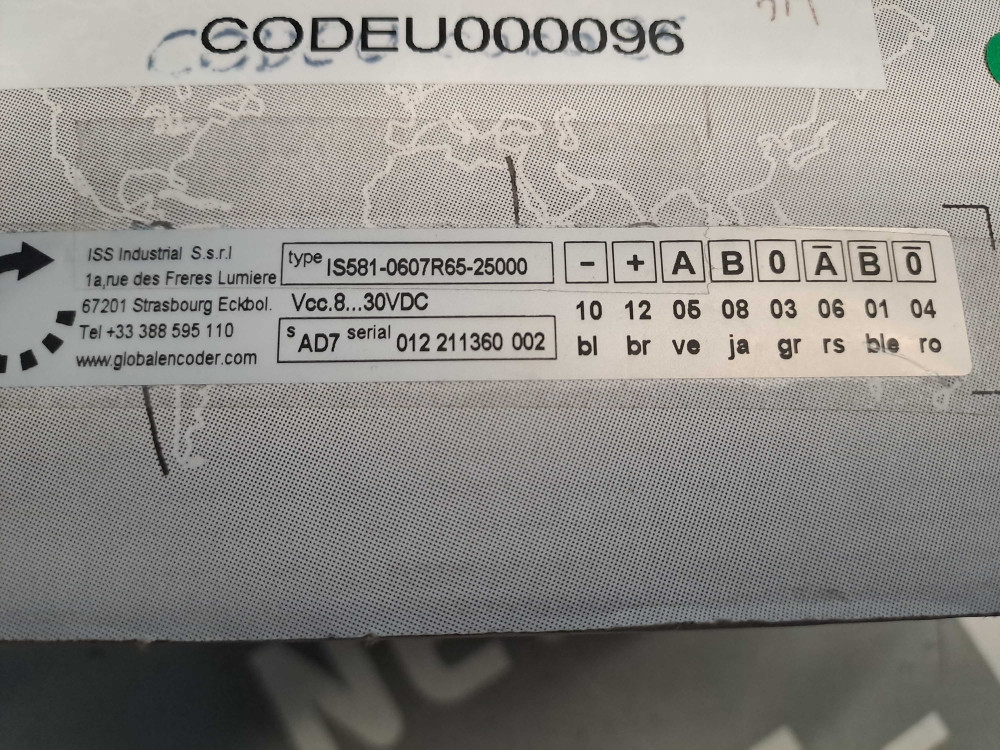 CODEU000096
ISS Industrial S.s.r.l
1a,rue des Freres Lumiere
67201 Strasbourg Eckbol.
Tel +33 388 595 110
www.globalencoder.com
type IS581-0607R65-25000
Vcc.8...30VDC
s AD7 serial 012 211360 002
- + A B 0 A̅ B̅ 0̅
10 12 05 08 03 06 01 04
bl br ve ja gr rs ble ro